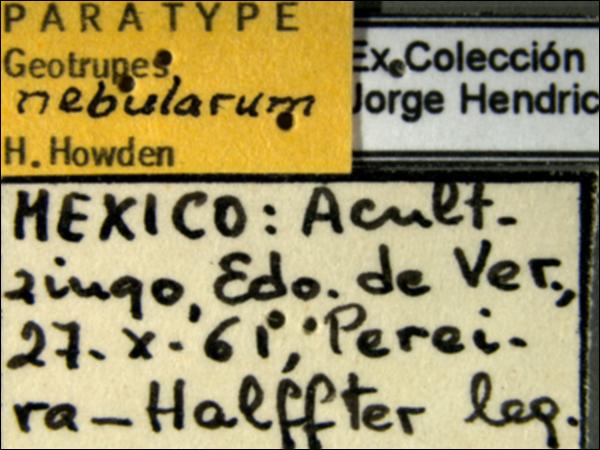 PARATYPE
Geotrupes
nebularum
H. Howden
Ex. Colección
Jorge Hendric
MEXICO: Acult-
zingo, Edo. de Ver.,
27-X-61, Perei-
ra-Halffter leg.